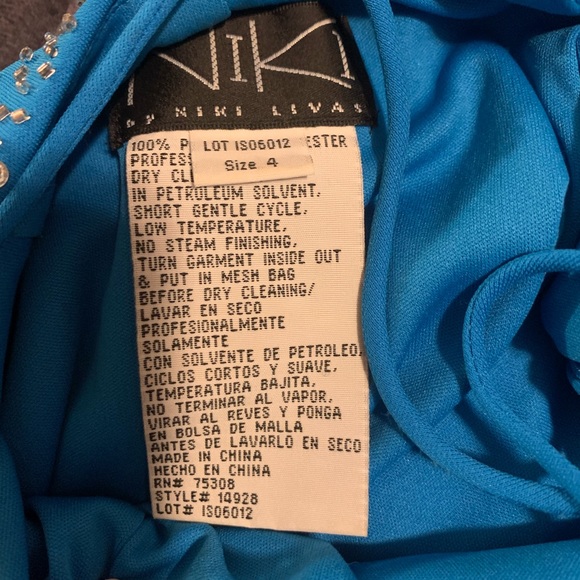 NIKI
BY NIKI LIVAS
LOT IS06012
Size 4
100% P ESTER
PROFES
DRY CL
IN PETROLEUM SOLVENT,
SHORT GENTLE CYCLE,
LOW TEMPERATURE,
NO STEAM FINISHING,
TURN GARMENT INSIDE OUT
& PUT IN MESH BAG
BEFORE DRY CLEANING/
LAVAR EN SECO
PROFESIONALMENTE
SOLAMENTE
CON SOLVENTE DE PETROLEO,
CICLOS CORTOS Y SUAVE,
TEMPERATURA BAJITA,
NO TERMINAR AL VAPOR,
VIRAR AL REVES Y PONGA
EN BOLSA DE MALLA
ANTES DE LAVARLO EN SECO
MADE IN CHINA
HECHO EN CHINA
RN# 75308
STYLE# 14928
LOT# IS06012